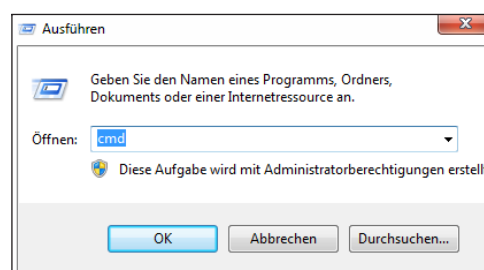 Ausführen
Geben Sie den Namen eines Programms, Ordners,
Dokuments oder einer Internetressource an.
Öffnen: cmd
Diese Aufgabe wird mit Administratorberechtigungen erstellt
OK Abbrechen Durchsuchen...